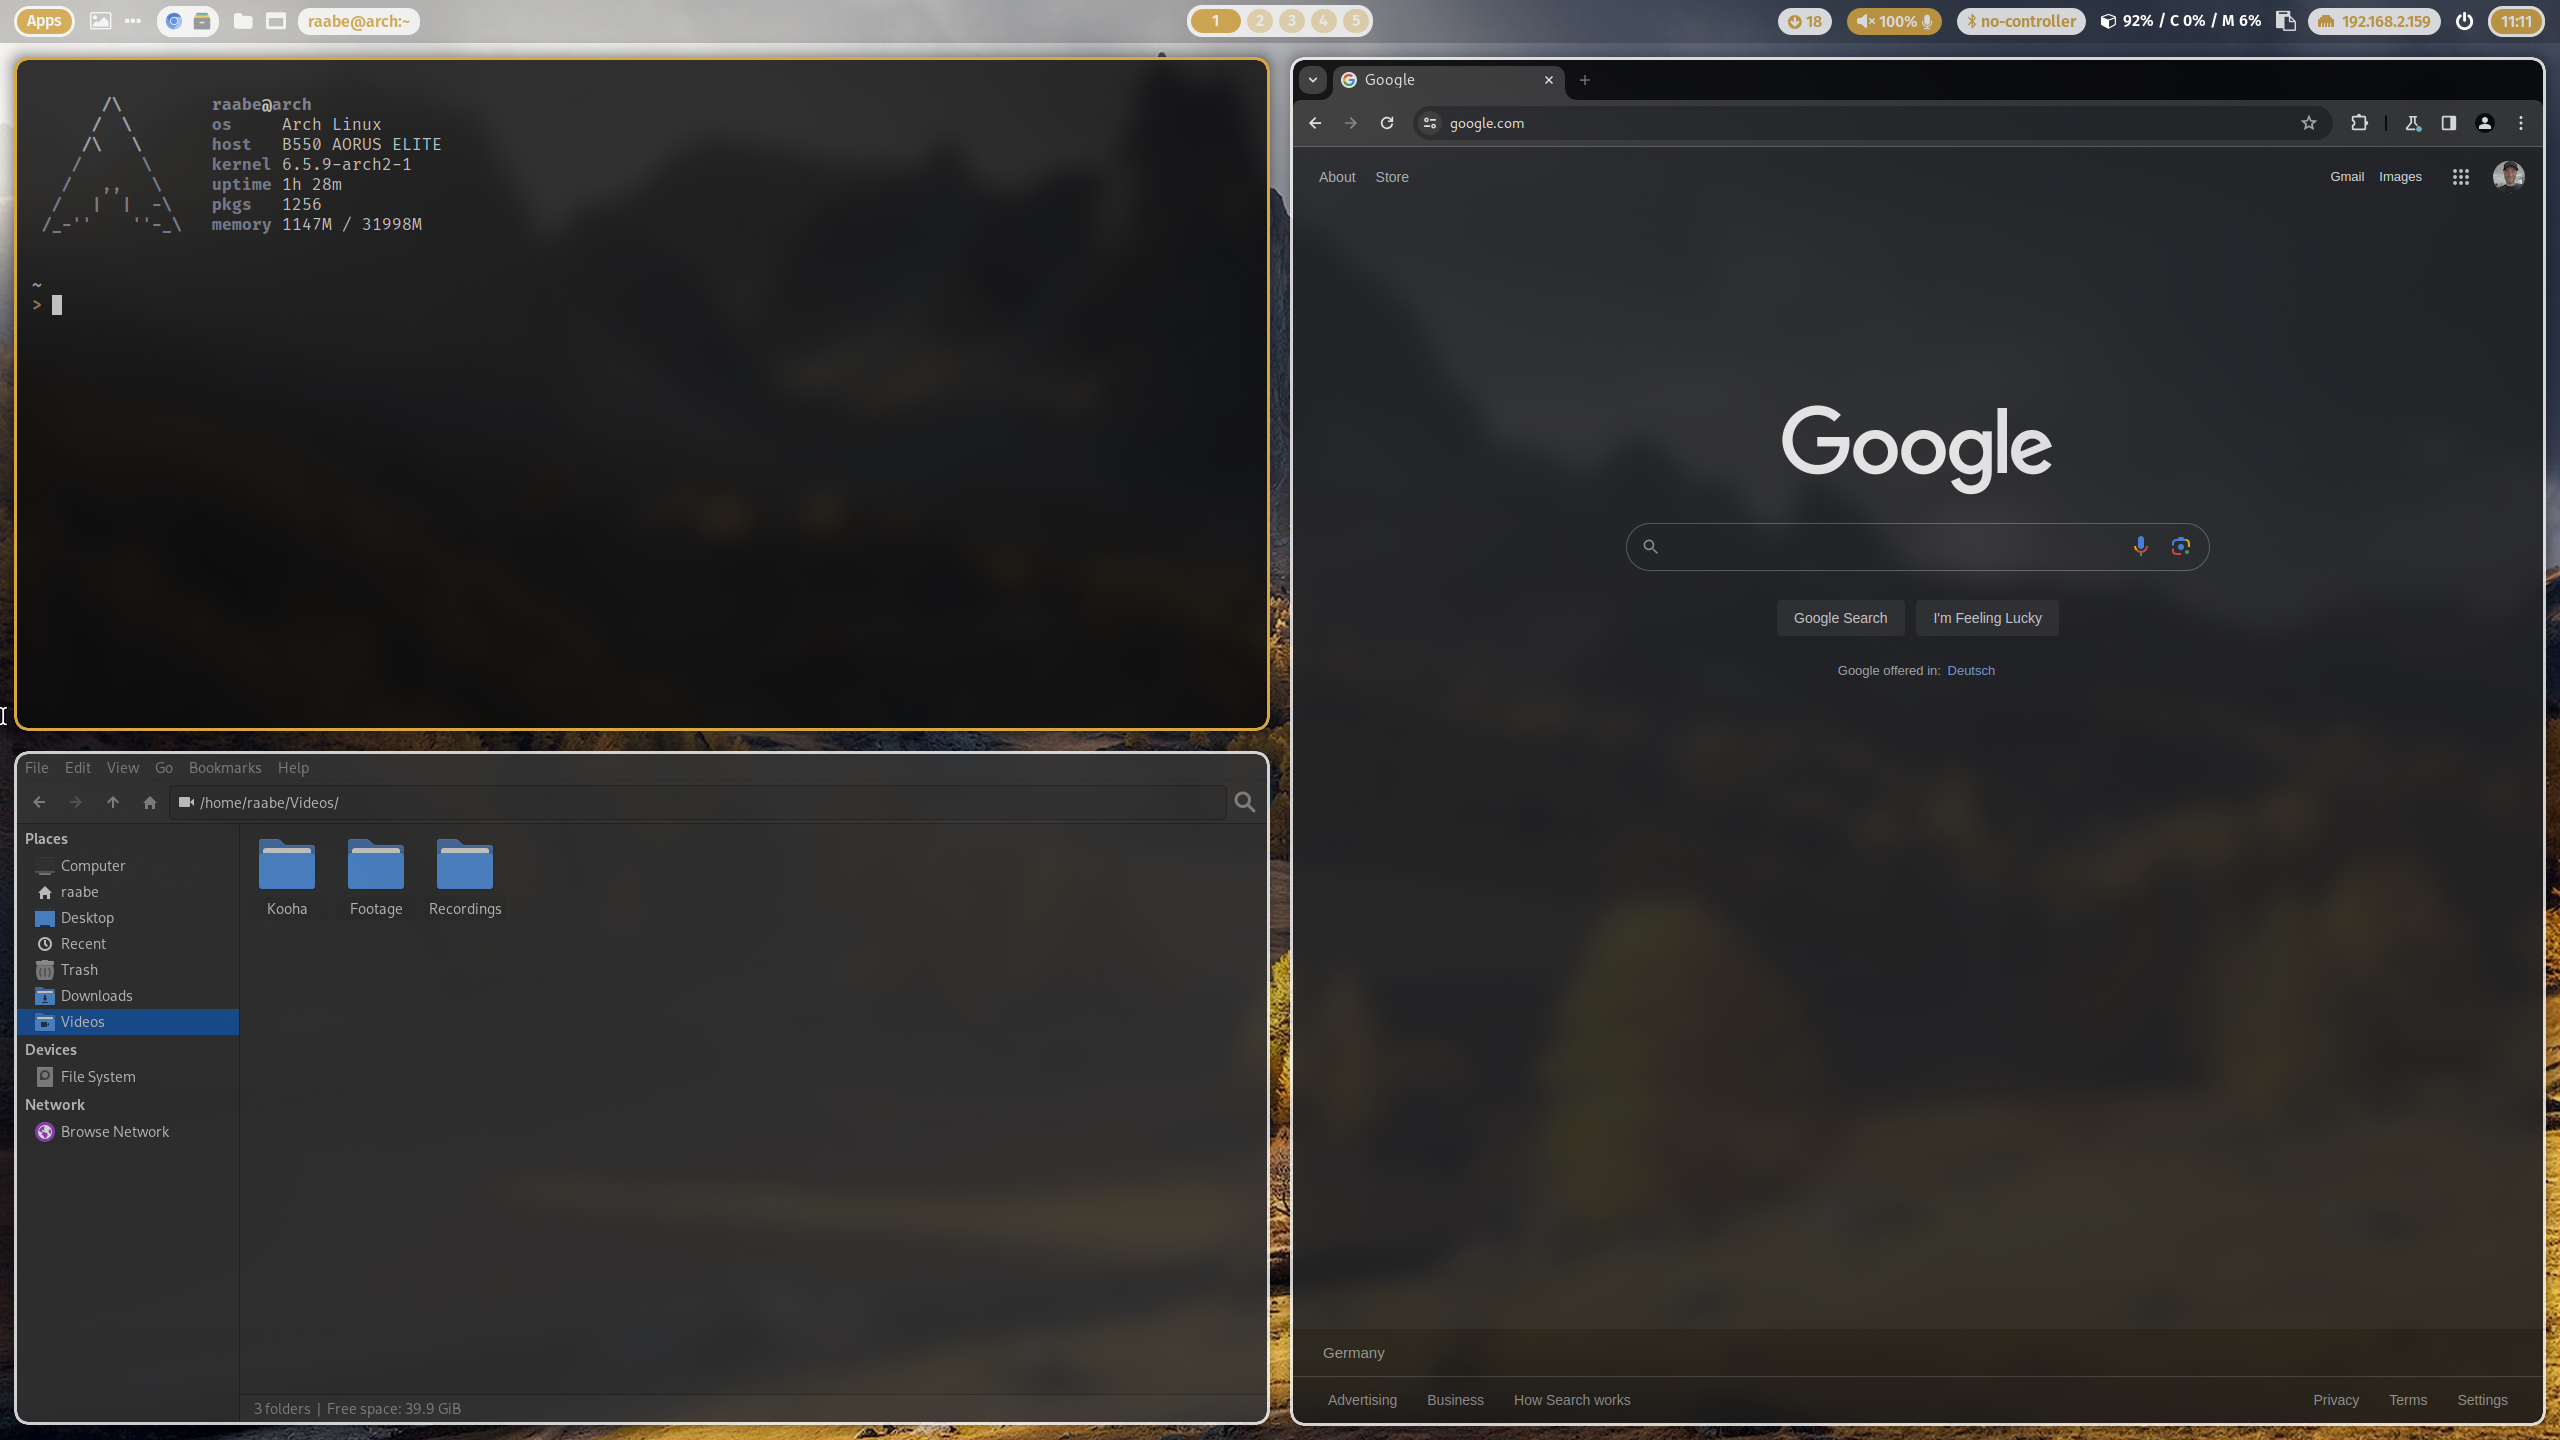 Apps
raabe@arch:~
1 2 3 4 5
18
100%
no-controller
92% / C 0% / M 6%
192.168.2.159
11:11
raabe@arch
os Arch Linux
host B550 AORUS ELITE
kernel 6.5.9-arch2-1
uptime 1h 28m
pkgs 1256
memory 1147M / 31998M
~
>
File Edit View Go Bookmarks Help
/home/raabe/Videos/
Places
Computer
raabe
Desktop
Recent
Trash
Downloads
Videos
Devices
File System
Network
Browse Network
Kooha Footage Recordings
3 folders | Free space: 39.9 GiB
Google
google.com
About Store
Gmail Images
Google
Google Search I'm Feeling Lucky
Google offered in: Deutsch
Germany
Advertising Business How Search works
Privacy Terms Settings